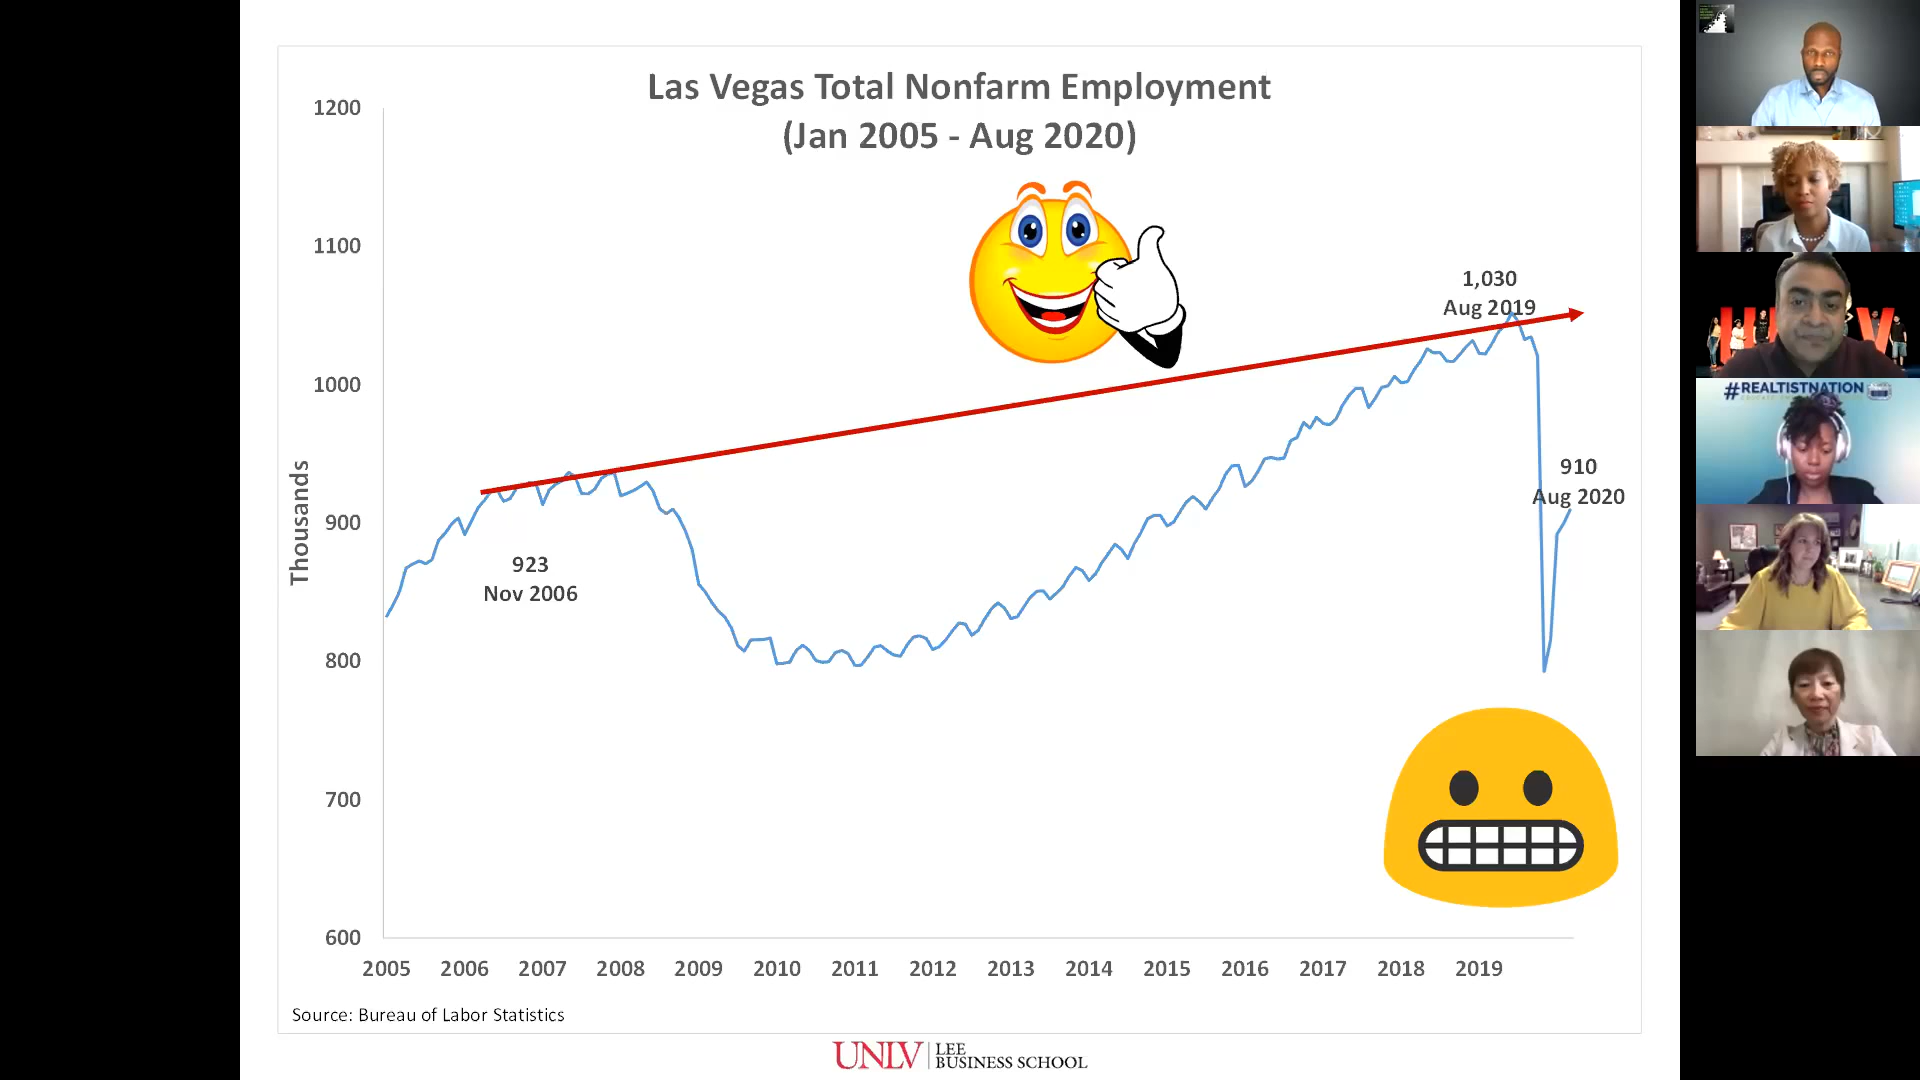 Las Vegas Total Nonfarm Employment
(Jan 2005 - Aug 2020)
1200
1100
1000
900
800
700
600
Thousands
1,030
Aug 2019
910
Aug 2020
923
Nov 2006
2005 2006 2007 2008 2009 2010 2011 2012 2013 2014 2015 2016 2017 2018 2019
Source: Bureau of Labor Statistics
UNLV LEE
BUSINESS SCHOOL
#REALTISTNATION